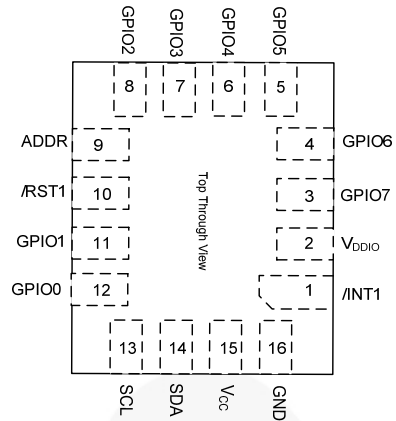 GPIO2 GPIO3 GPIO4 GPIO5
8 7 6 5
ADDR 9 4 GPIO6
/RST1 10 3 GPIO7
Top Through View
GPIO1 11 2 VDDIO
GPIO0 12 1 /INT1
13 14 15 16
SCL SDA VCC GND